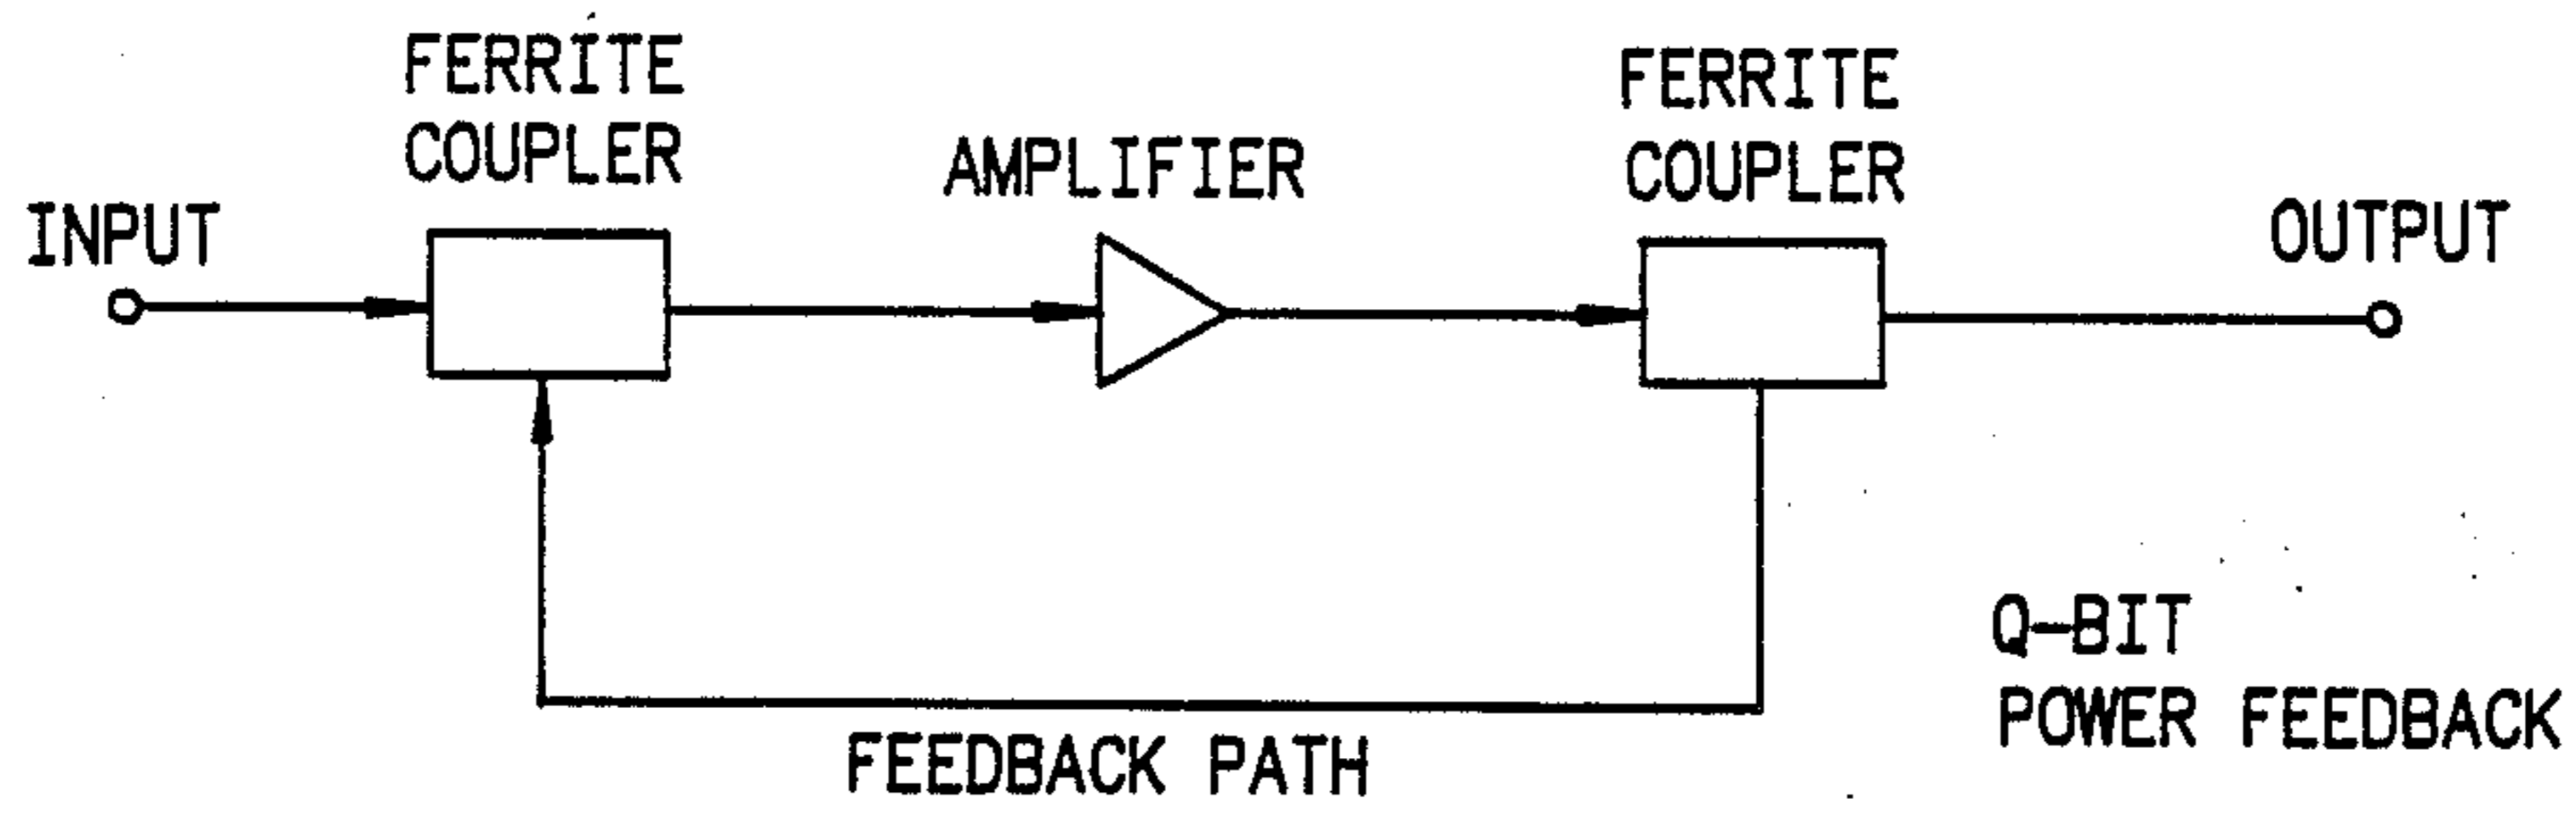 FERRITE
COUPLER
FERRITE
COUPLER
AMPLIFIER
INPUT
OUTPUT
Q-BIT
POWER FEEDBACK
FEEDBACK PATH